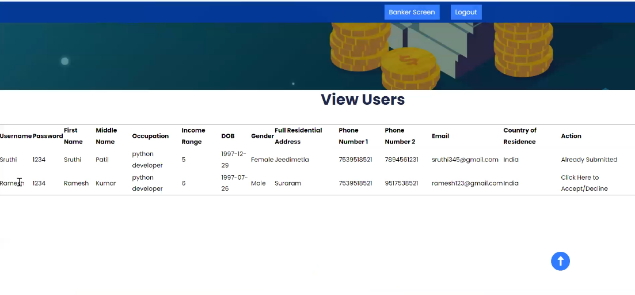 Banker Screen Logout
View Users
Username Password First Name Middle Name Occupation Income Range DOB Gender Full Residential Address Phone Number 1 Phone Number 2 Email Country of Residence Action
Sruthi 1234 Sruthi Patil python developer 5 1997-12-29 Female Jeedimetla 7539518521 7894561231 sruthi345@gmail.com India Already Submitted
Ramesh 1234 Ramesh Kumar python developer 6 1997-07-26 Male Suraram 7539518521 9517538521 ramesh123@gmail.com India Click Here to Accept/Decline